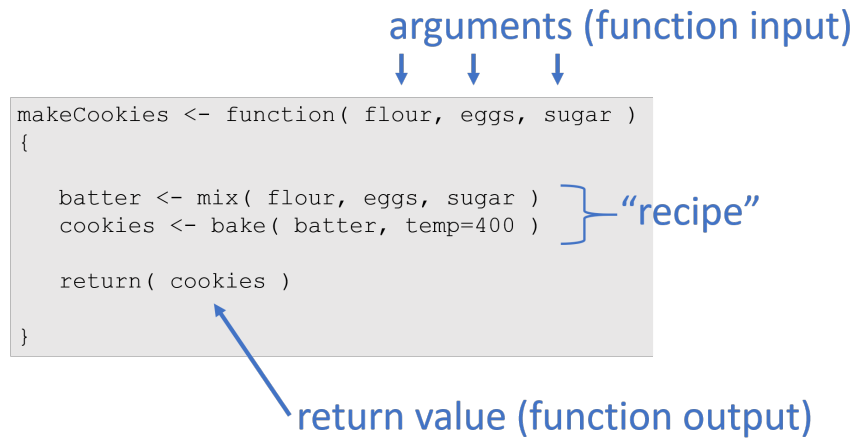 arguments (function input)
makeCookies <- function( flour, eggs, sugar )
{
batter <- mix( flour, eggs, sugar )
cookies <- bake( batter, temp=400 )
“recipe”
return( cookies )
}
return value (function output)